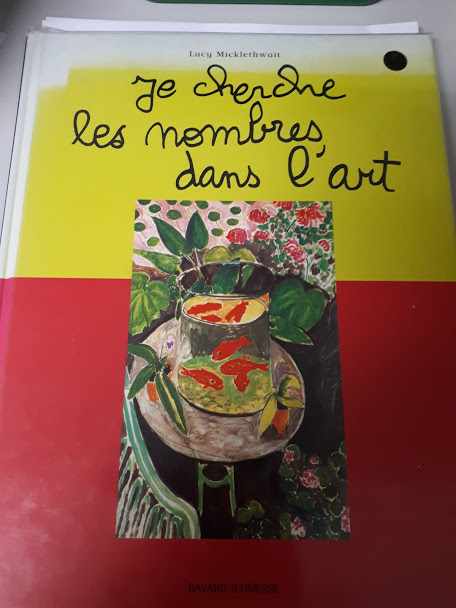 Lucy Micklethwait
Je cherche
les nombres
dans l'art
BAYARD JEUNESSE